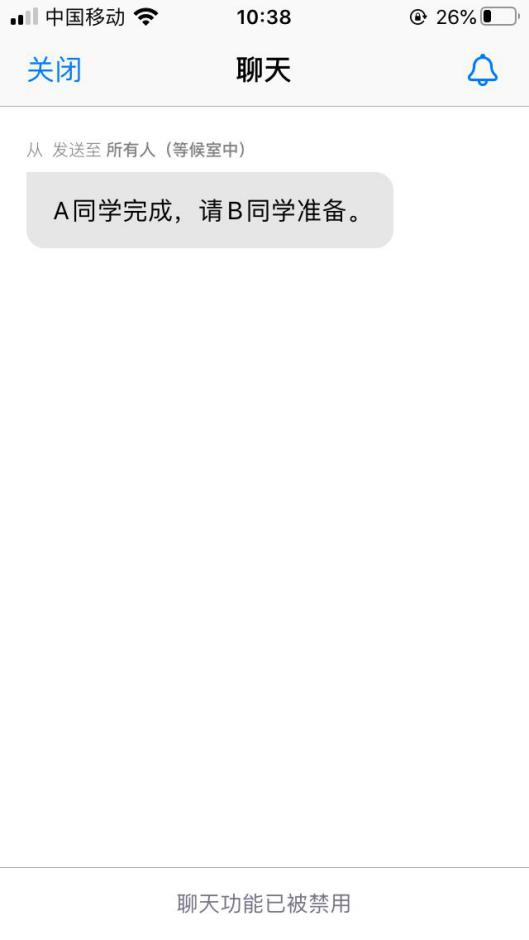 中国移动 10:38 26%
关闭 聊天
从 发送至 所有人（等候室中）
A同学完成，请B同学准备。
聊天功能已被禁用